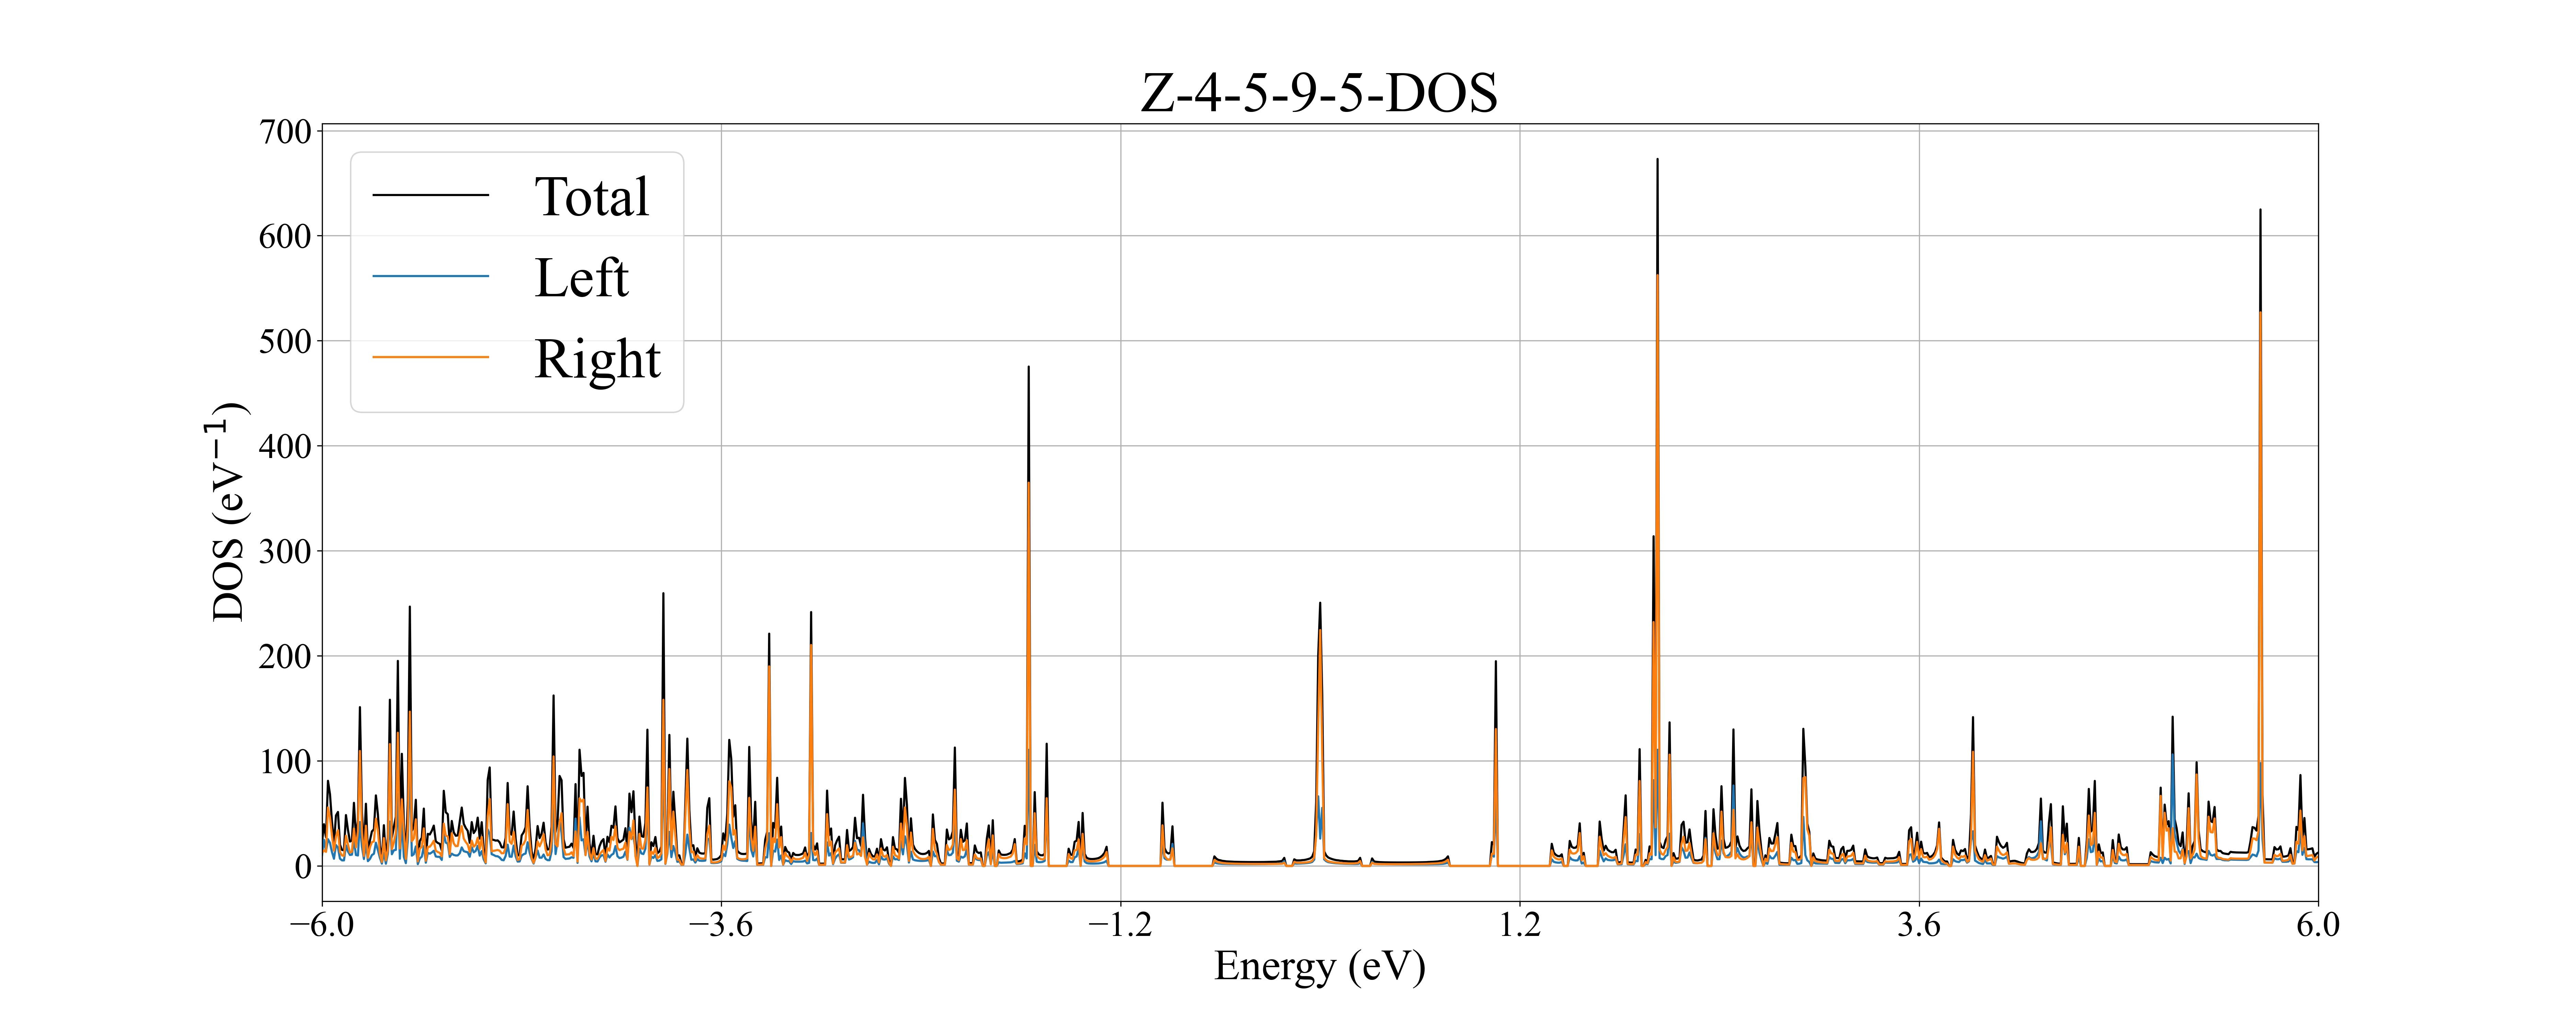 Z-4-5-9-5-DOS
700
600
500
400
300
200
100
0
DOS (eV⁻¹)
Total
Left
Right
−6.0
−3.6
−1.2
1.2
3.6
6.0
Energy (eV)